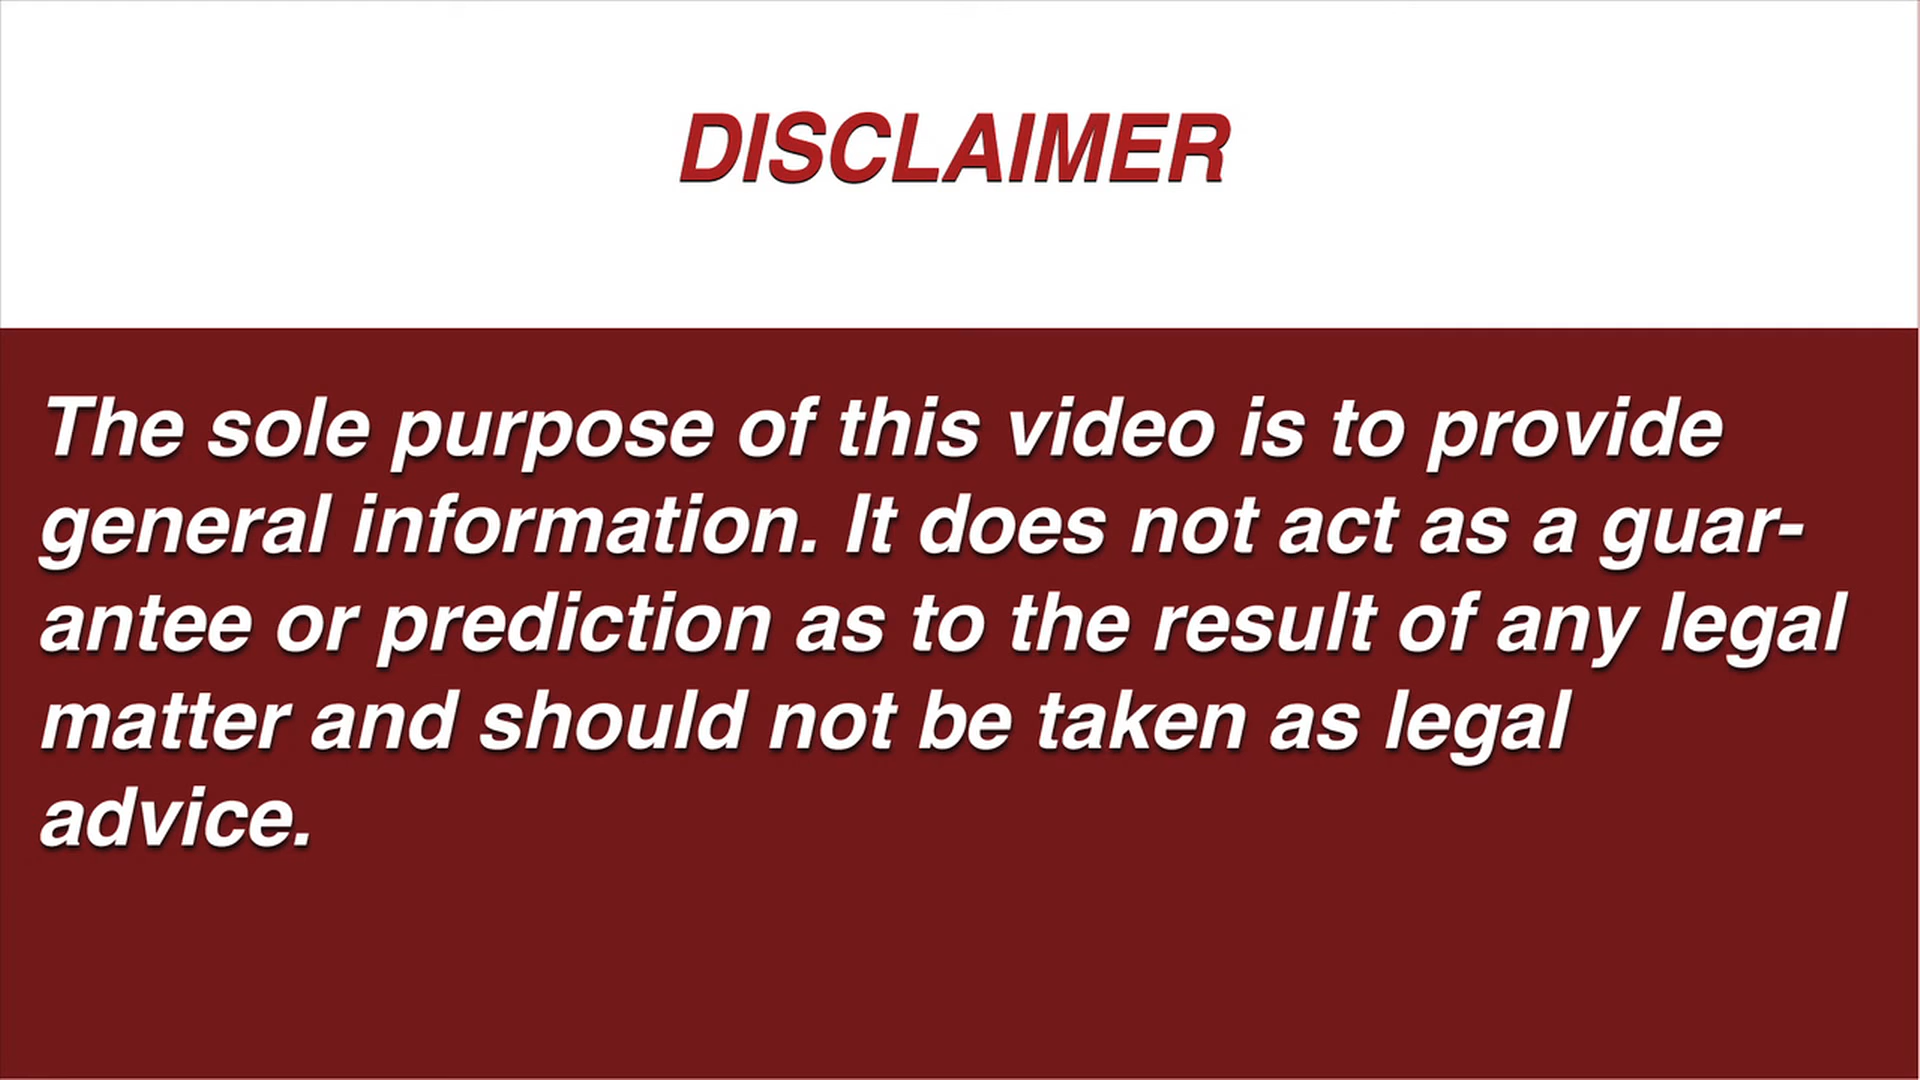 DISCLAIMER
The sole purpose of this video is to provide
general information. It does not act as a guar-
antee or prediction as to the result of any legal
matter and should not be taken as legal
advice.